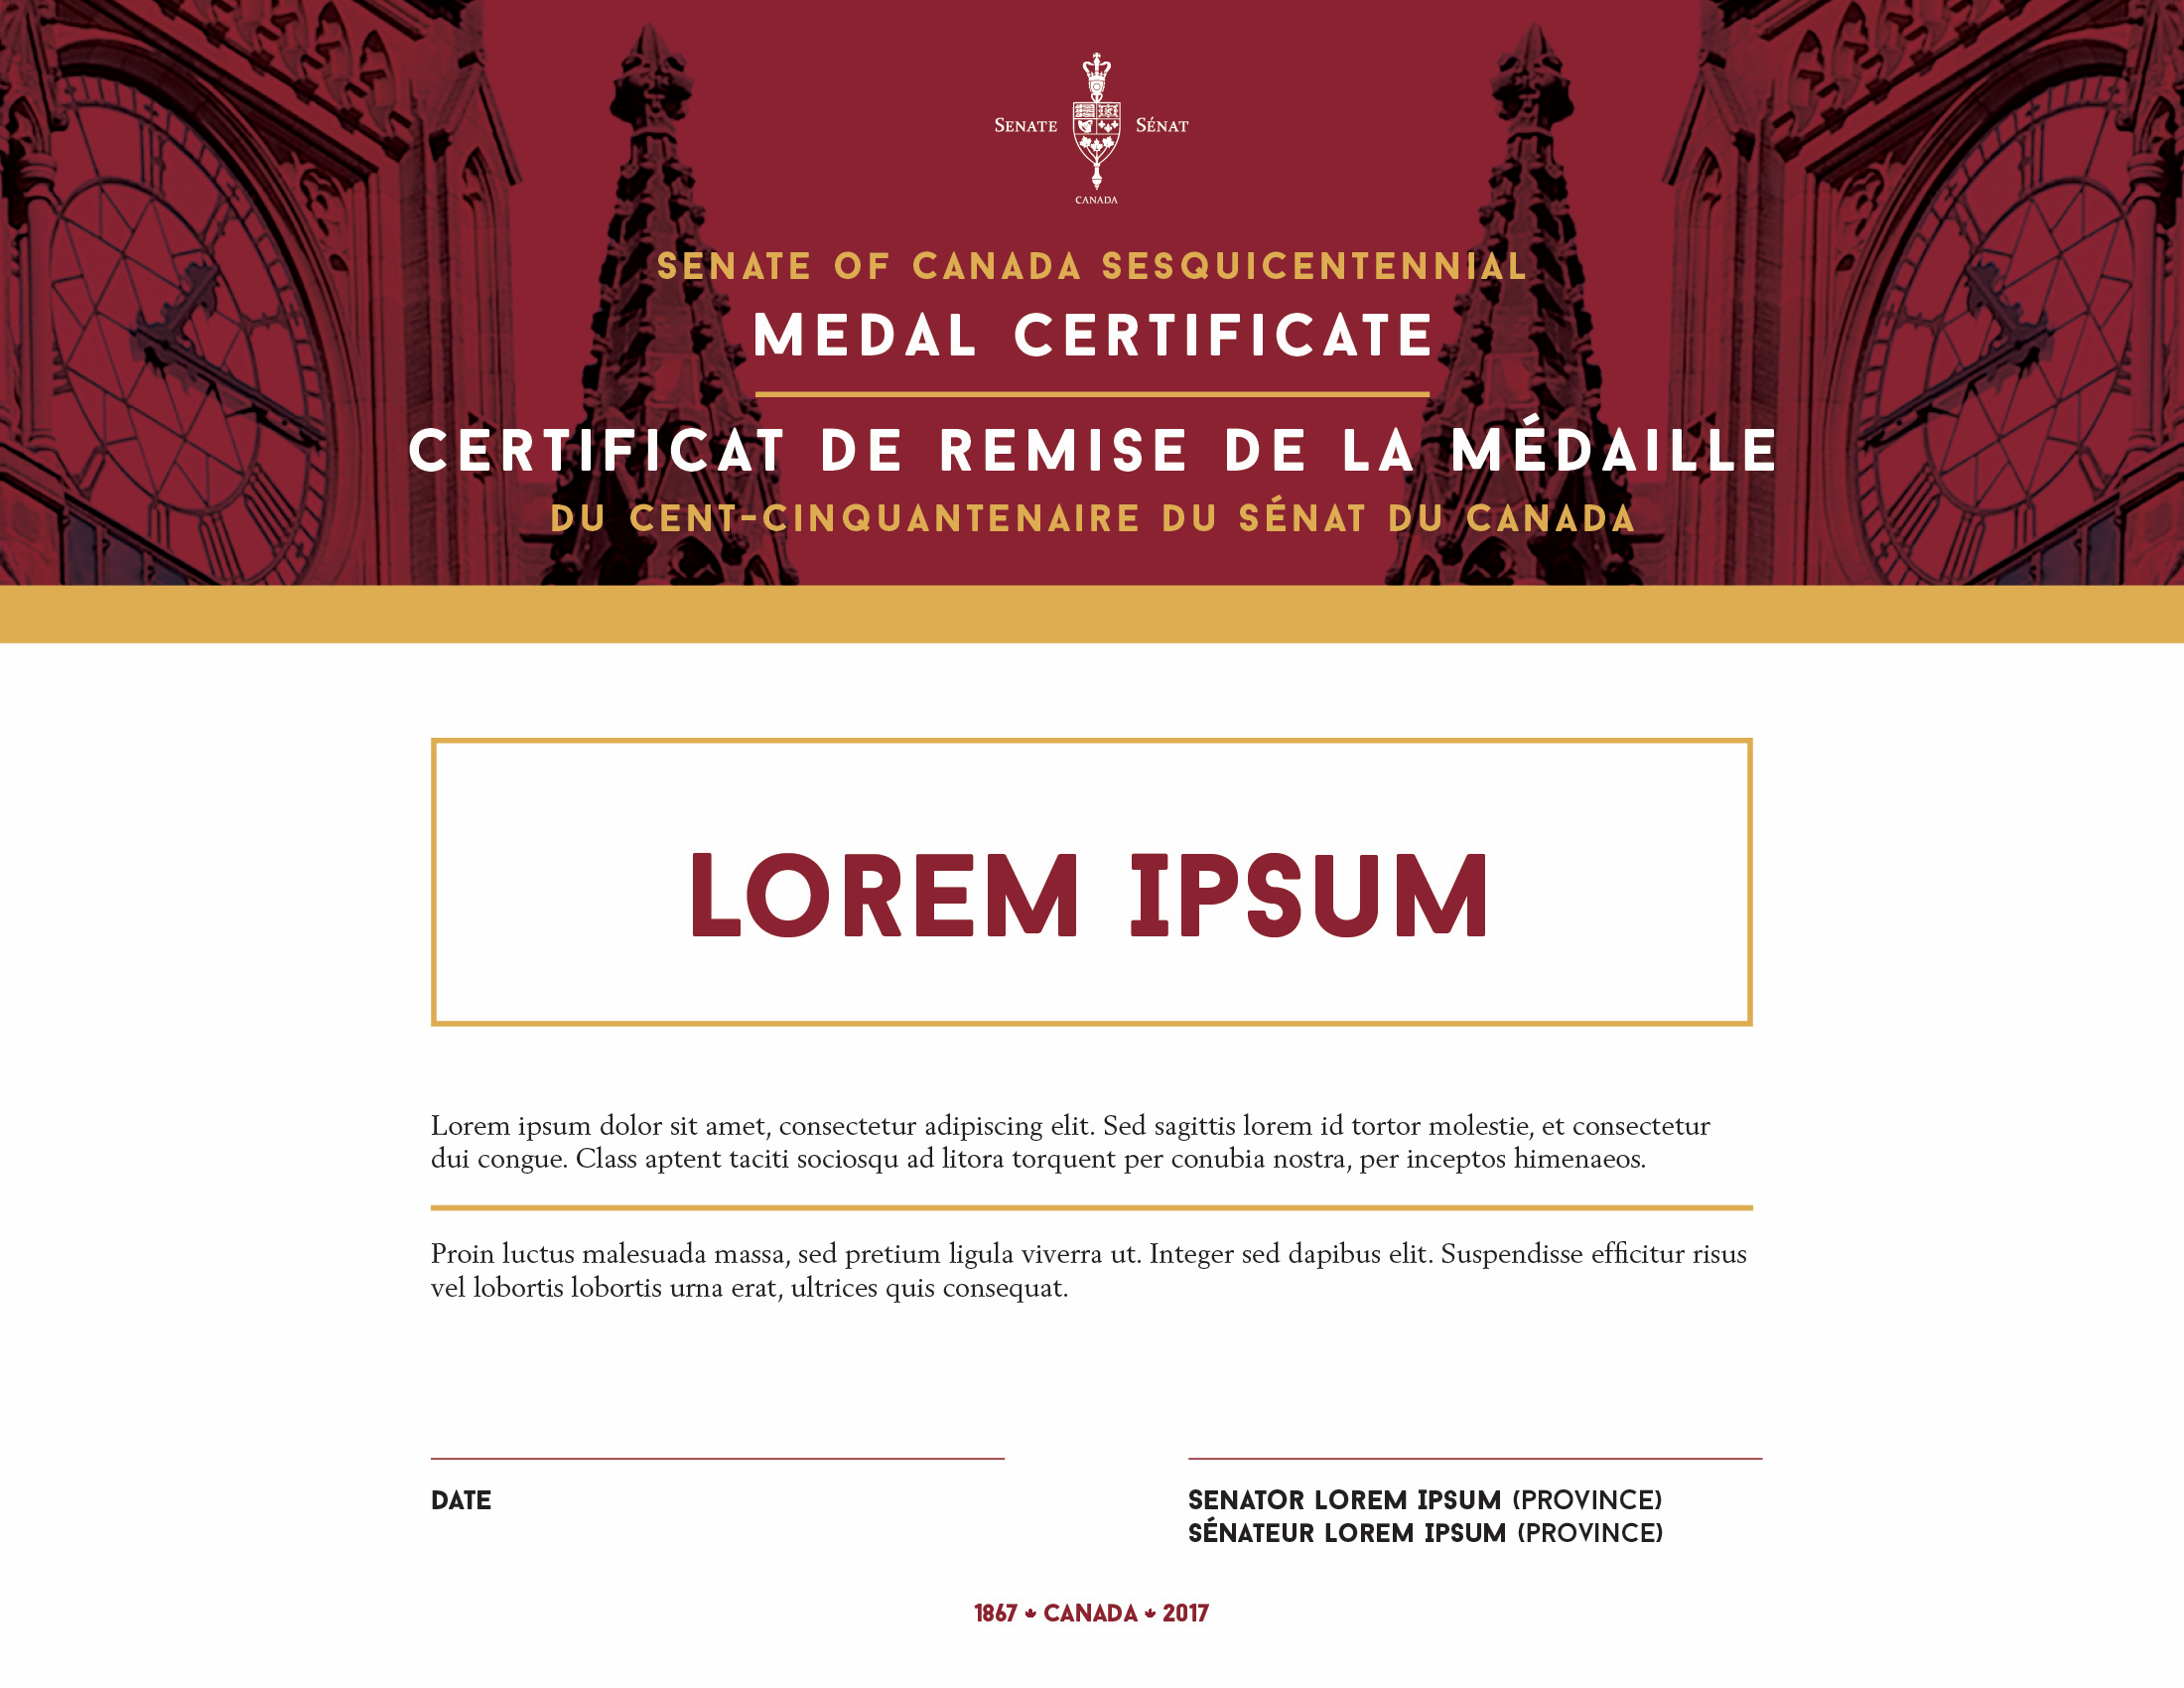 SENATE SÉNAT
CANADA
SENATE OF CANADA SESQUICENTENNIAL
MEDAL CERTIFICATE
CERTIFICAT DE REMISE DE LA MÉDAILLE
DU CENT-CINQUANTENAIRE DU SÉNAT DU CANADA
LOREM IPSUM
Lorem ipsum dolor sit amet, consectetur adipiscing elit. Sed sagittis lorem id tortor molestie, et consectetur
dui congue. Class aptent taciti sociosqu ad litora torquent per conubia nostra, per inceptos himenaeos.
Proin luctus malesuada massa, sed pretium ligula viverra ut. Integer sed dapibus elit. Suspendisse efficitur risus
vel lobortis lobortis urna erat, ultrices quis consequat.
DATE
SENATOR LOREM IPSUM (PROVINCE)
SÉNATEUR LOREM IPSUM (PROVINCE)
1867 CANADA 2017